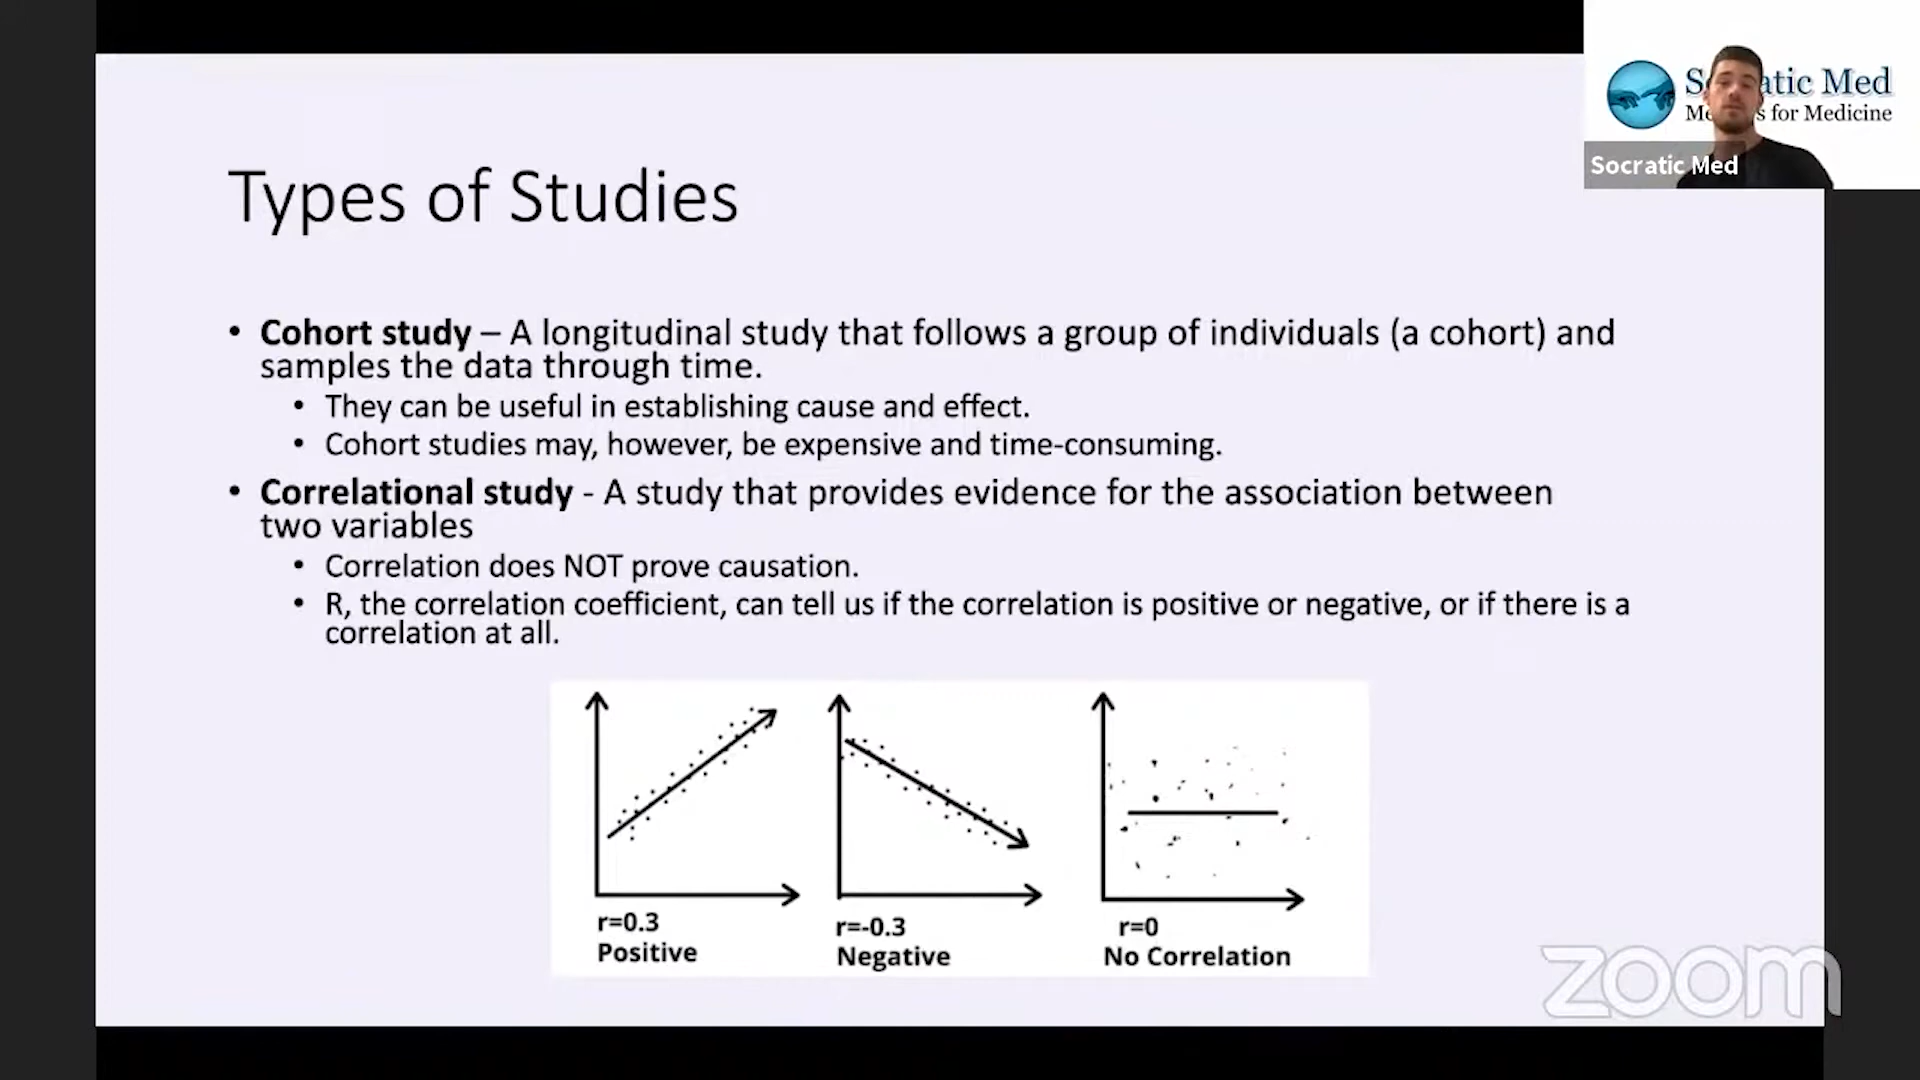 Socratic Med
s for Medicine
Socratic Med
Types of Studies
• Cohort study – A longitudinal study that follows a group of individuals (a cohort) and
samples the data through time.
• They can be useful in establishing cause and effect.
• Cohort studies may, however, be expensive and time-consuming.
• Correlational study - A study that provides evidence for the association between
two variables
• Correlation does NOT prove causation.
• R, the correlation coefficient, can tell us if the correlation is positive or negative, or if there is a
correlation at all.
r=0.3
Positive
r=-0.3
Negative
r=0
No Correlation
zoom